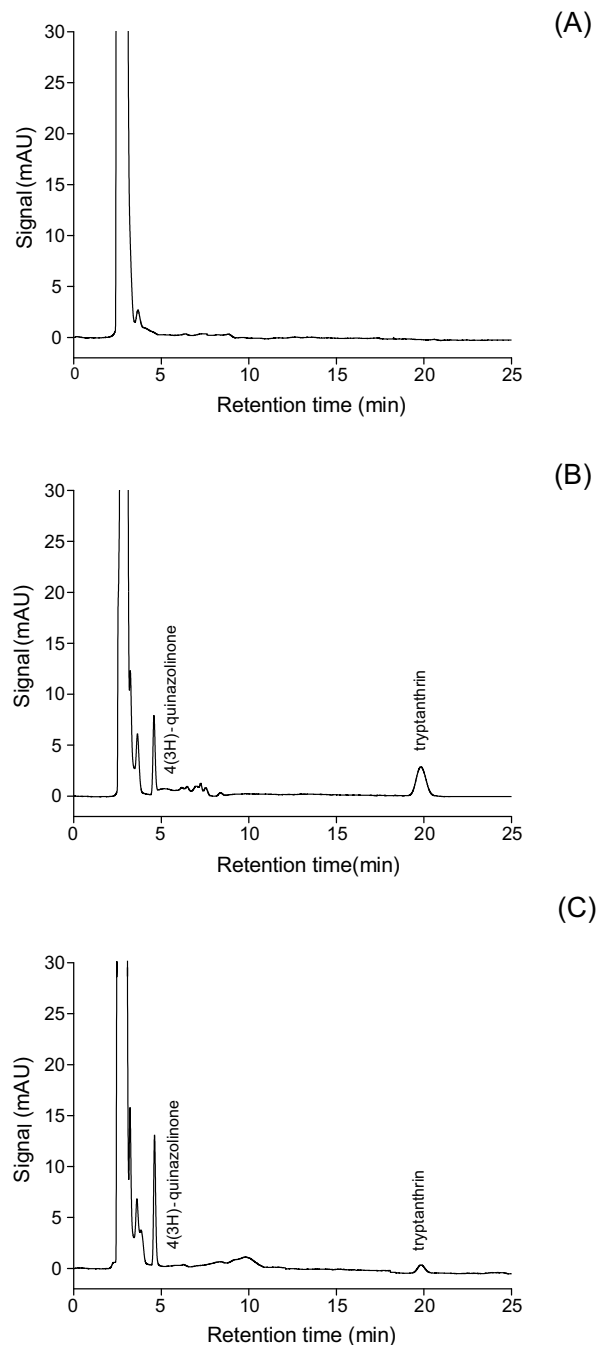 (A)
30
25
20
15
10
5
0
Signal (mAU)
0 5 10 15 20 25
Retention time (min)
(B)
30
25
20
15
10
5
0
Signal (mAU)
4(3H)-quinazolinone
tryptanthrin
0 5 10 15 20 25
Retention time(min)
(C)
30
25
20
15
10
5
0
Signal (mAU)
4(3H)-quinazolinone
tryptanthrin
0 5 10 15 20 25
Retention time (min)